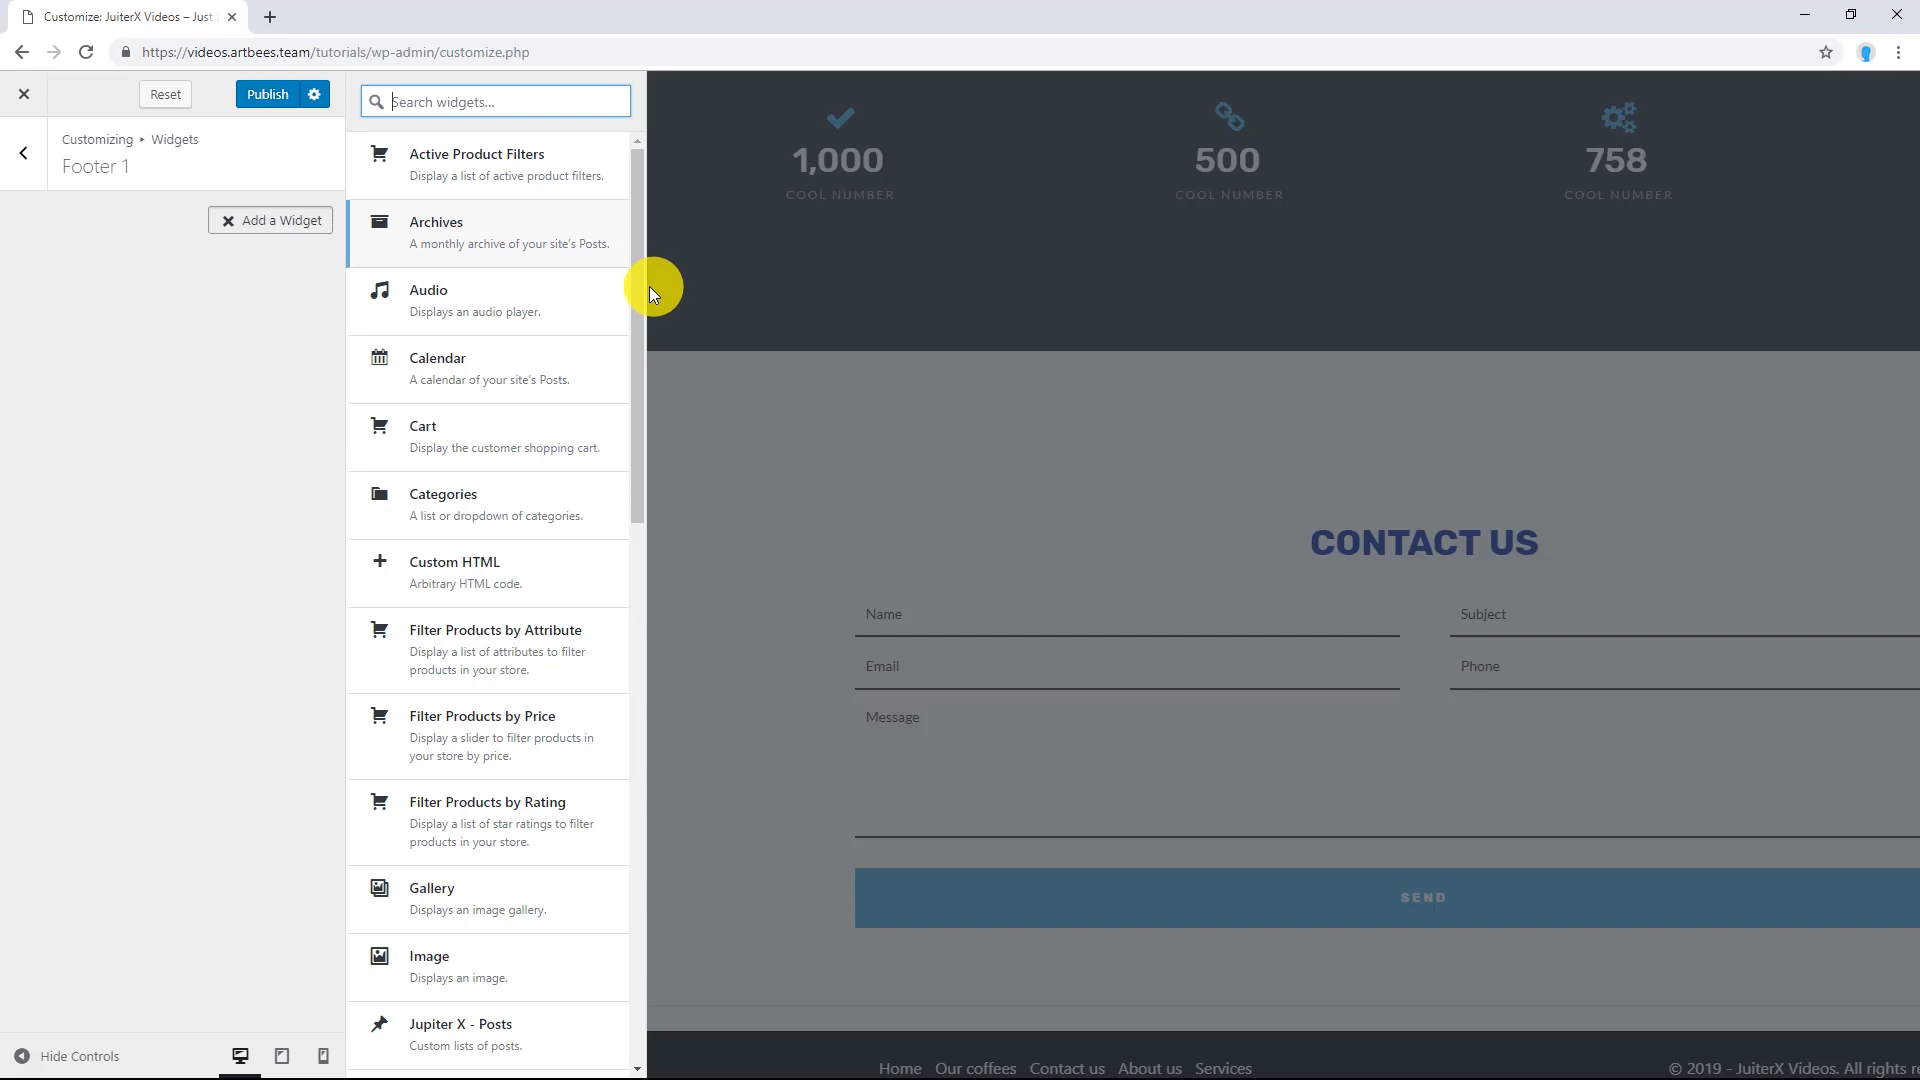 Customize: JuiterX Videos – Just
https://videos.artbees.team/tutorials/wp-admin/customize.php
Reset
Publish
Customizing ▸ Widgets
Footer 1
Add a Widget
Search widgets...
Active Product Filters
Display a list of active product filters.
Archives
A monthly archive of your site's Posts.
Audio
Displays an audio player.
Calendar
A calendar of your site's Posts.
Cart
Display the customer shopping cart.
Categories
A list or dropdown of categories.
Custom HTML
Arbitrary HTML code.
Filter Products by Attribute
Display a list of attributes to filter
products in your store.
Filter Products by Price
Display a slider to filter products in
your store by price.
Filter Products by Rating
Display a list of star ratings to filter
products in your store.
Gallery
Displays an image gallery.
Image
Displays an image.
Jupiter X - Posts
Custom lists of posts.
Hide Controls
1,000
COOL NUMBER
500
COOL NUMBER
758
COOL NUMBER
CONTACT US
Name
Subject
Email
Phone
Message
SEND
Home Our coffees Contact us About us Services
© 2019 - JuiterX Videos. All rights re